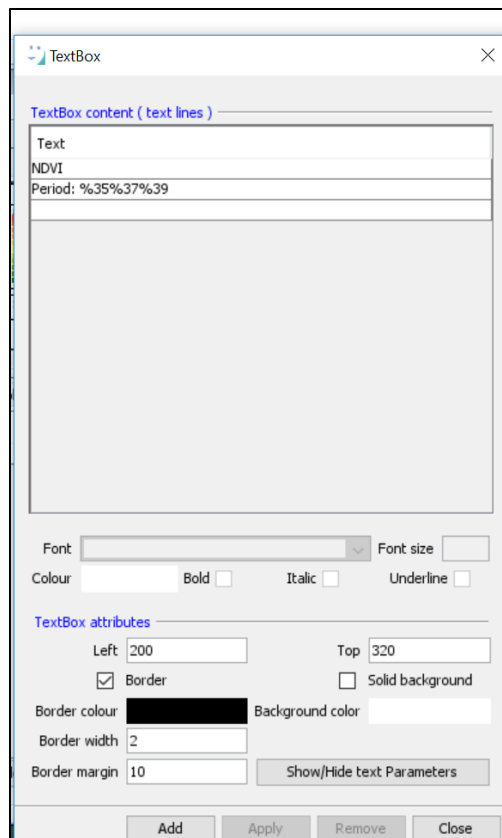 TextBox
TextBox content ( text lines )
Text
NDVI
Period: %35%37%39
Font Font size
Colour Bold Italic Underline
TextBox attributes
Left 200 Top 320
Border Solid background
Border colour Background color
Border width 2
Border margin 10 Show/Hide text Parameters
Add Apply Remove Close